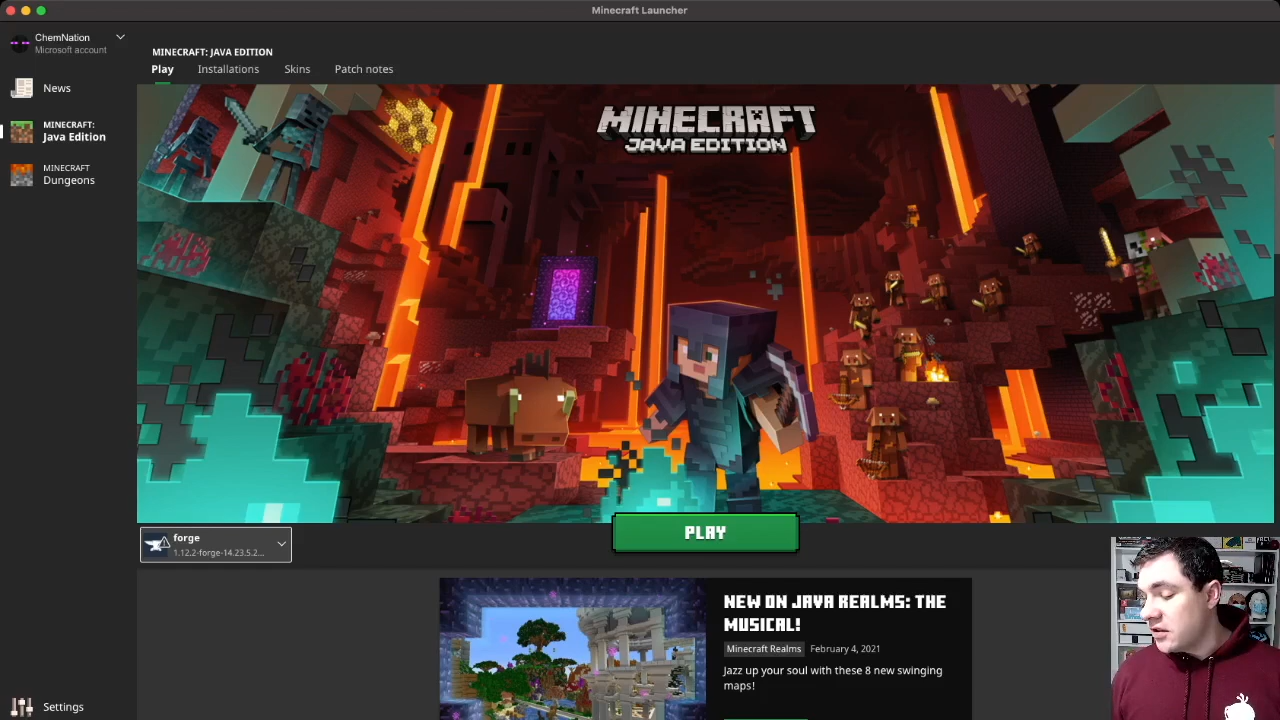 Minecraft Launcher
ChemNation
Microsoft account
News
MINECRAFT:
Java Edition
MINECRAFT
Dungeons
Settings
MINECRAFT: JAVA EDITION
Play
Installations
Skins
Patch notes
MINECRAFT
JAVA EDITION
forge
1.12.2-forge-14.23.5.2...
PLAY
NEW ON JAVA REALMS: THE
MUSICAL!
Minecraft Realms
February 4, 2021
Jazz up your soul with these 8 new swinging
maps!